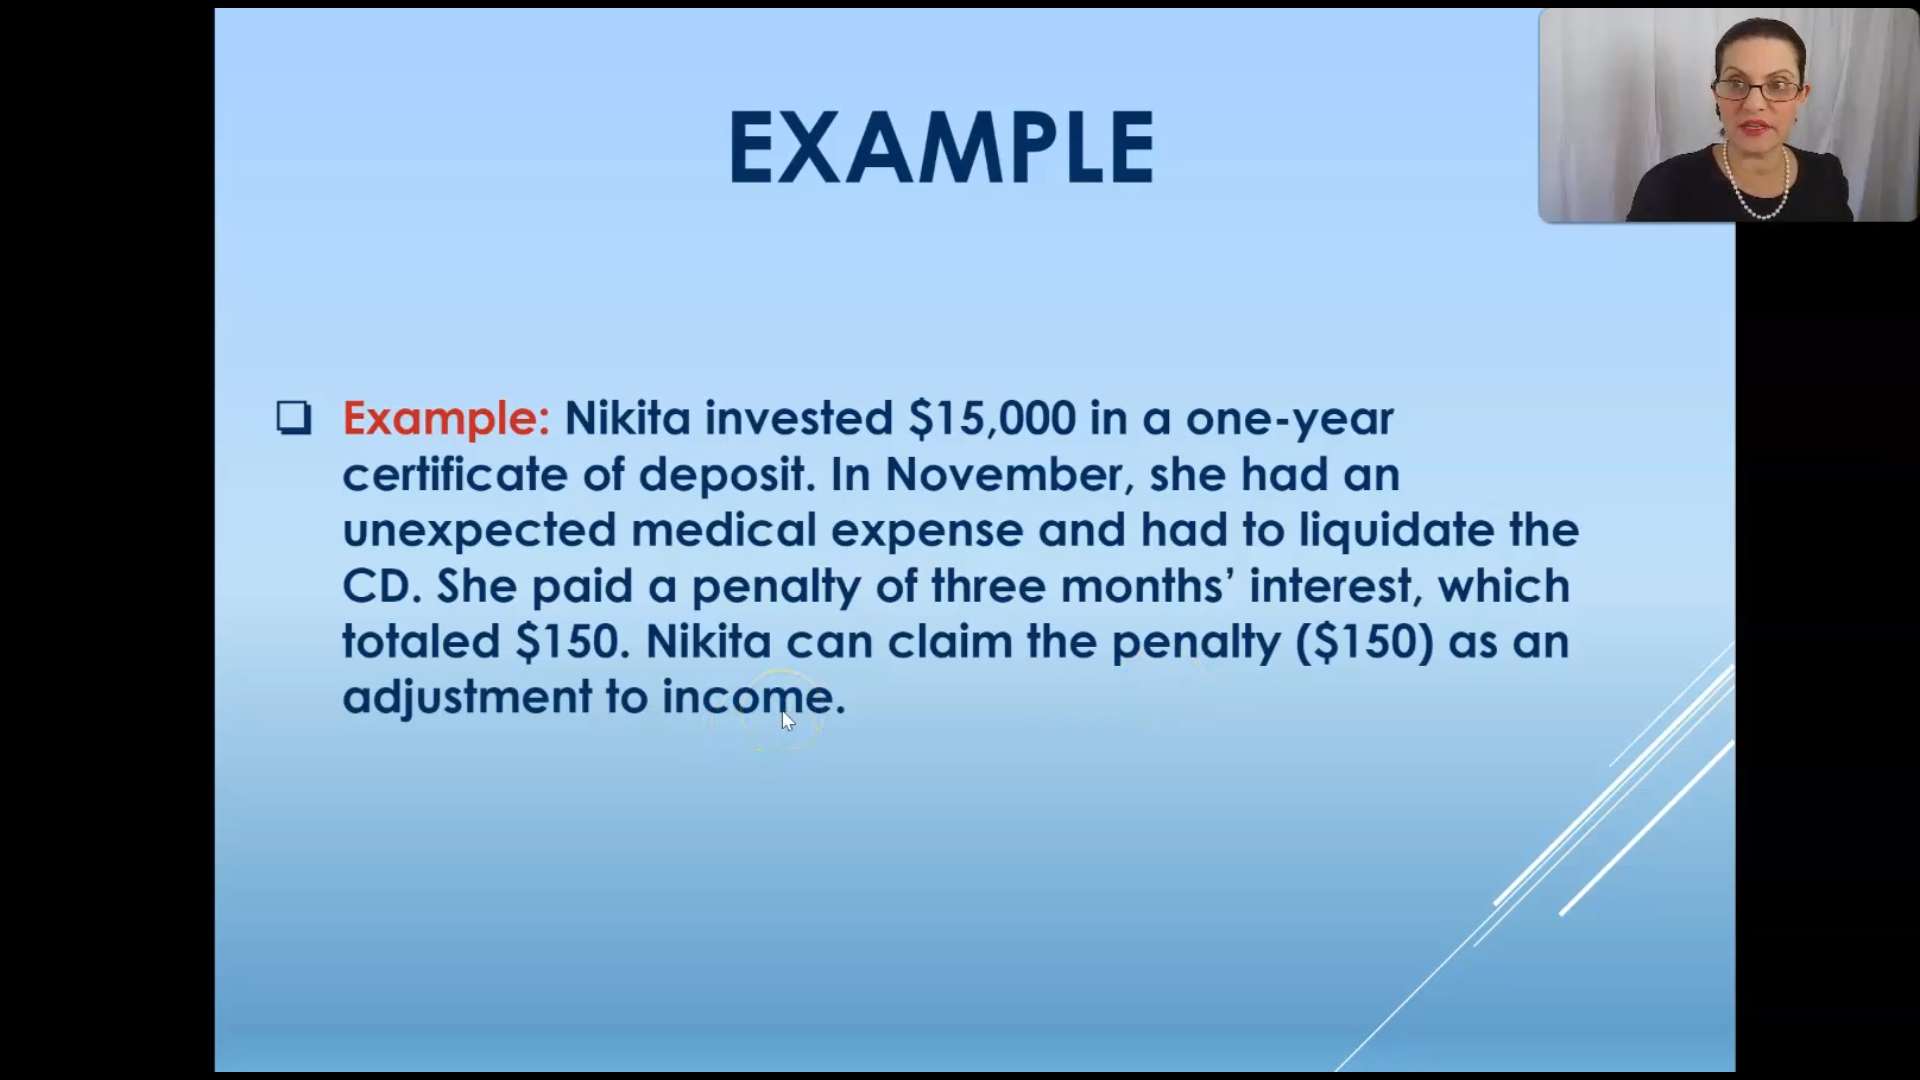 EXAMPLE
Example: Nikita invested $15,000 in a one-year
certificate of deposit. In November, she had an
unexpected medical expense and had to liquidate the
CD. She paid a penalty of three months’ interest, which
totaled $150. Nikita can claim the penalty ($150) as an
adjustment to income.